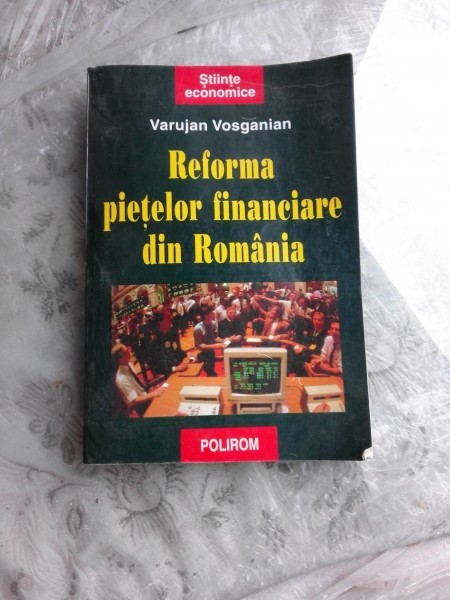 Științe
economice
Varujan Vosganian
Reforma
piețelor financiare
din România
POLIROM